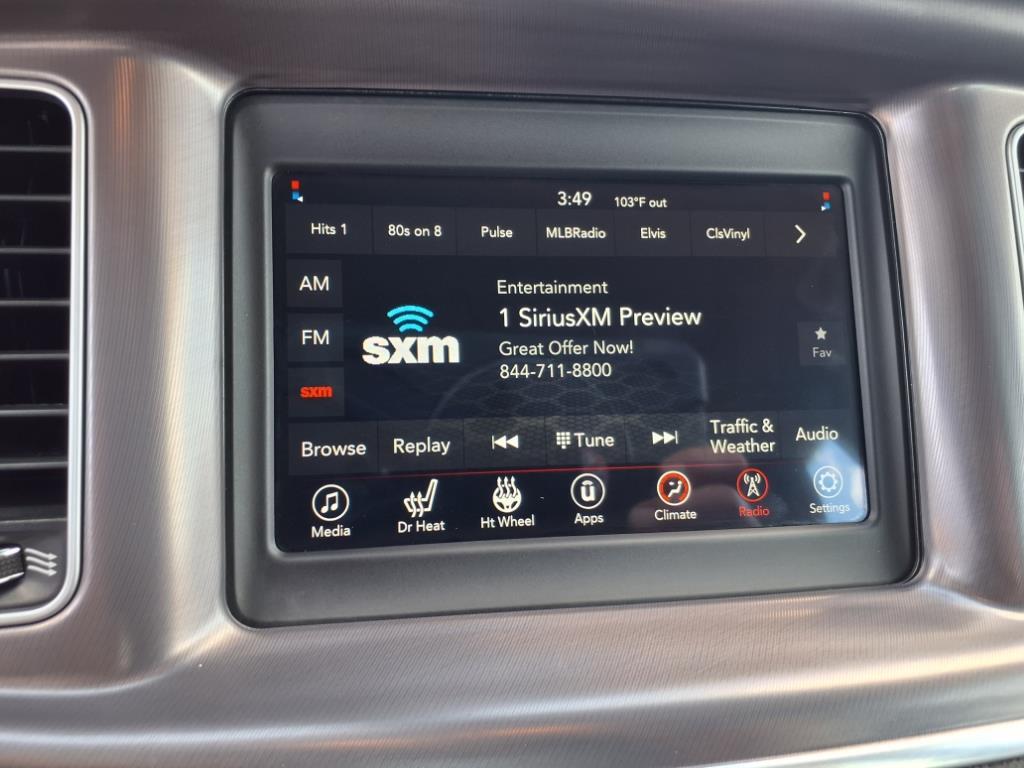 3:49 103°F out
Hits 1 80s on 8 Pulse MLBRadio Elvis ClsVinyl
AM
FM
sxm
sxm
Entertainment
1 SiriusXM Preview
Great Offer Now!
844-711-8800
Fav
Browse Replay Tune Traffic & Weather Audio
Media Dr Heat Ht Wheel Apps Climate Radio Settings